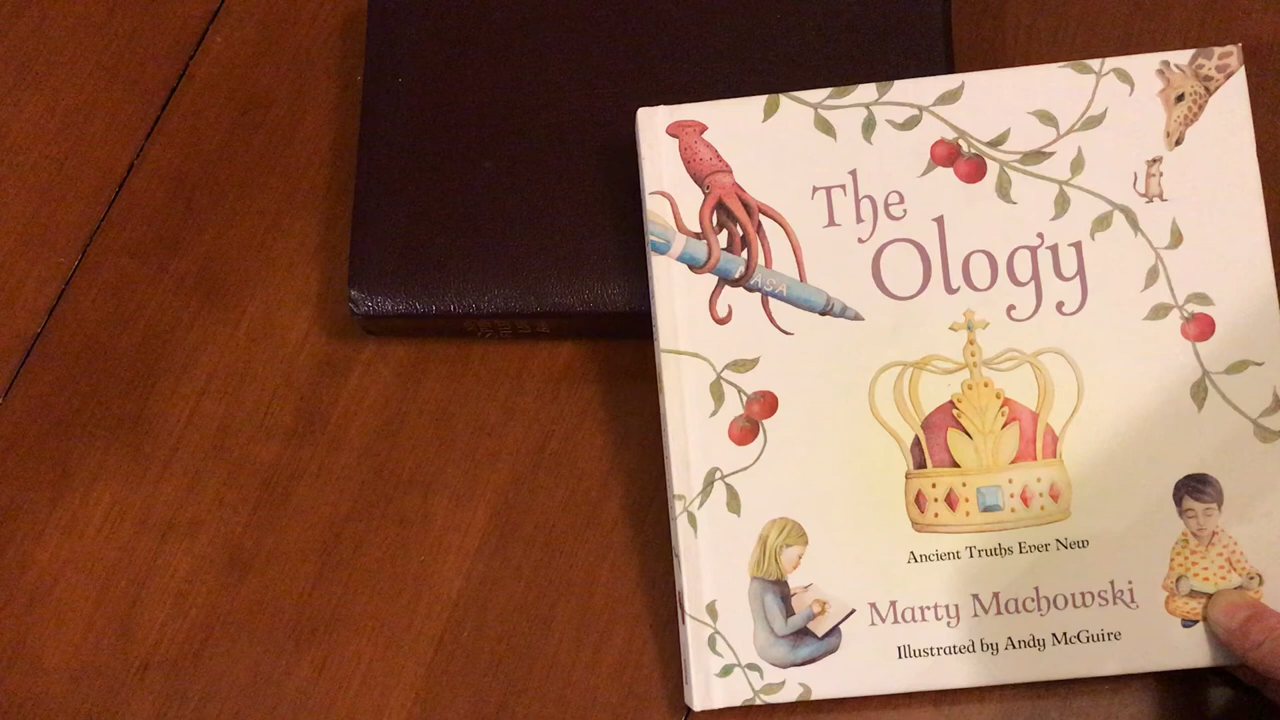 The
Ology
NASA
Ancient Truths Ever New
Marty Machowski
Illustrated by Andy McGuire